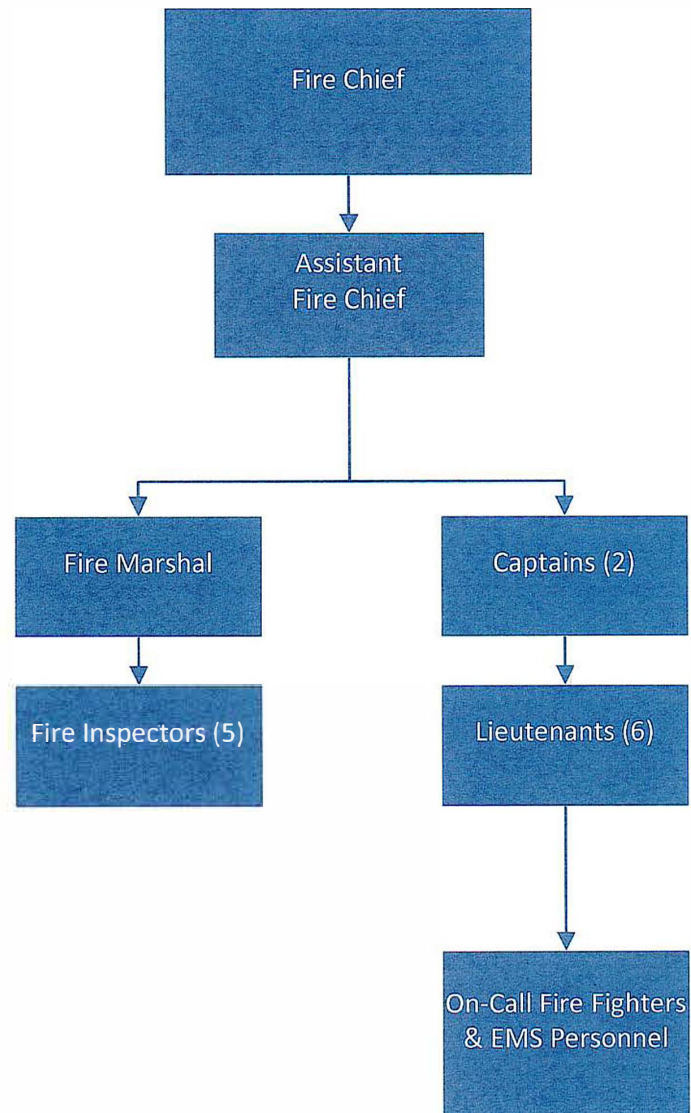 Fire Chief
Assistant
Fire Chief
Fire Marshal
Captains (2)
Fire Inspectors (5)
Lieutenants (6)
On-Call Fire Fighters
& EMS Personnel